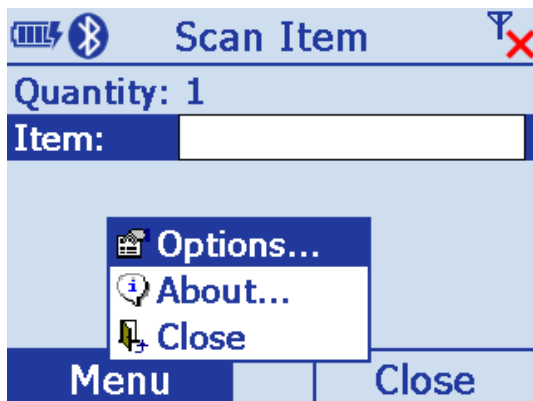 Scan Item
Quantity: 1
Item:
Options...
About...
Close
Menu Close